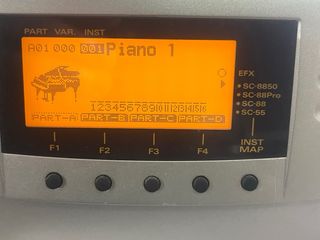 PART VAR. INST
A01 000 001 Piano 1
EFX
SC-8850
SC-88Pro
SC-88
SC-55
12345678910111213141516
PART-A PART-B PART-C PART-D
F1 F2 F3 F4 INST
MAP